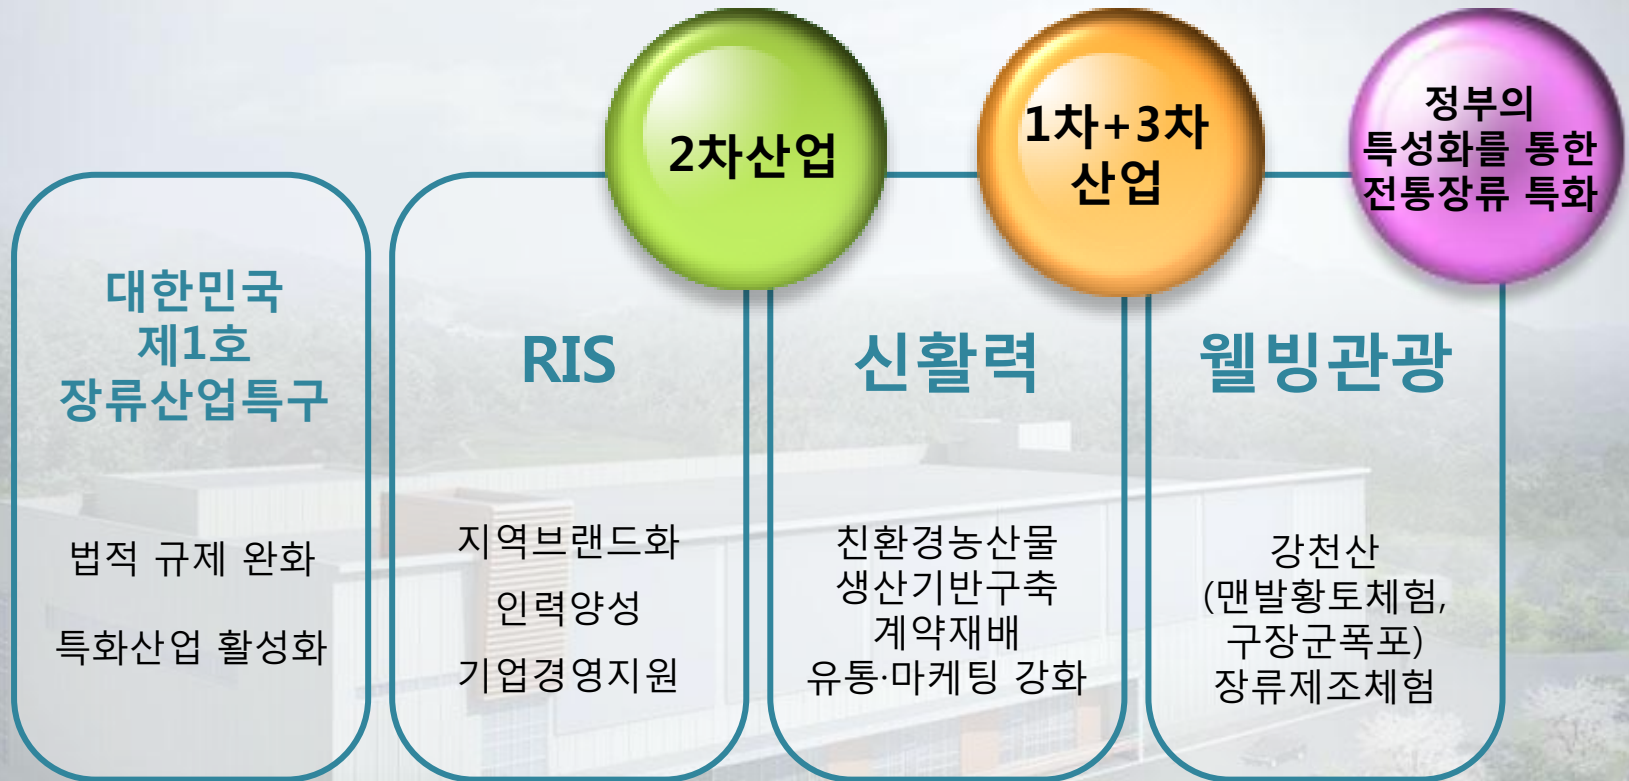 2차산업
1차+3차
산업
정부의
특성화를 통한
전통장류 특화
대한민국
제1호
장류산업특구
법적 규제 완화
특화산업 활성화
RIS
지역브랜드화
인력양성
기업경영지원
신활력
친환경농산물
생산기반구축
계약재배
유통·마케팅 강화
웰빙관광
강천산
(맨발황토체험,
구장군폭포)
장류제조체험